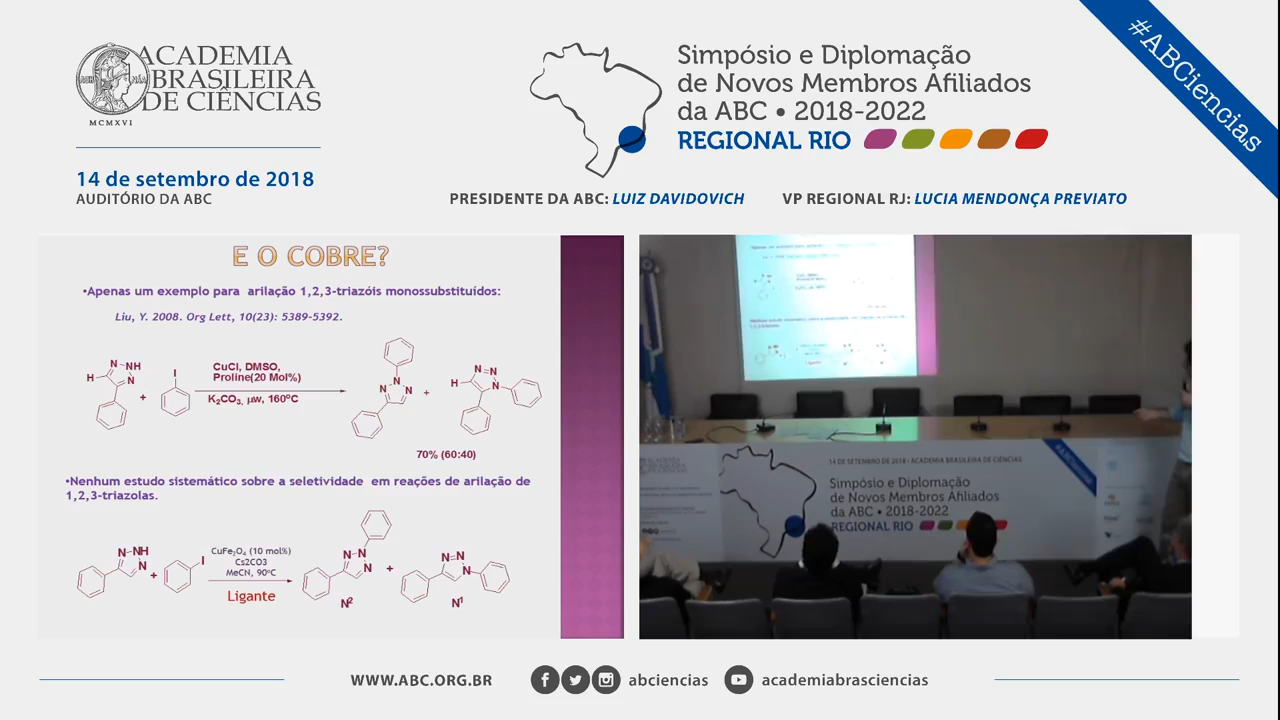 ACADEMIA
BRASILEIRA
DE CIÊNCIAS
MCMXVI
14 de setembro de 2018
AUDITÓRIO DA ABC
Simpósio e Diplomação
de Novos Membros Afiliados
da ABC • 2018-2022
REGIONAL RIO
#ABCiencias
PRESIDENTE DA ABC: LUIZ DAVIDOVICH
VP REGIONAL RJ: LUCIA MENDONÇA PREVIATO
E O COBRE?
•Apenas um exemplo para arilação 1,2,3-triazóis monossubstituídos:
Liu, Y. 2008. Org Lett, 10(23): 5389-5392.
H
N
NH
N
+
I
CuCl, DMSO,
Proline(20 Mol%)
K₂CO₃, μw, 160ºC
N
N
N
+
H
N
N
N
70% (60:40)
•Nenhum estudo sistemático sobre a seletividade em reações de arilação de
1,2,3-triazolas.
N
NH
N
+
I
CuFe₂O₄ (10 mol%)
Cs2CO3
MeCN, 90ºC
Ligante
N
N
N
N²
+
N
N
N
N¹
14 DE SETEMBRO DE 2018 • ACADEMIA BRASILEIRA DE CIÊNCIAS
Simpósio e Diplomação
de Novos Membros Afiliados
da ABC • 2018-2022
REGIONAL RIO
WWW.ABC.ORG.BR
abciencias
academiabrasciencias